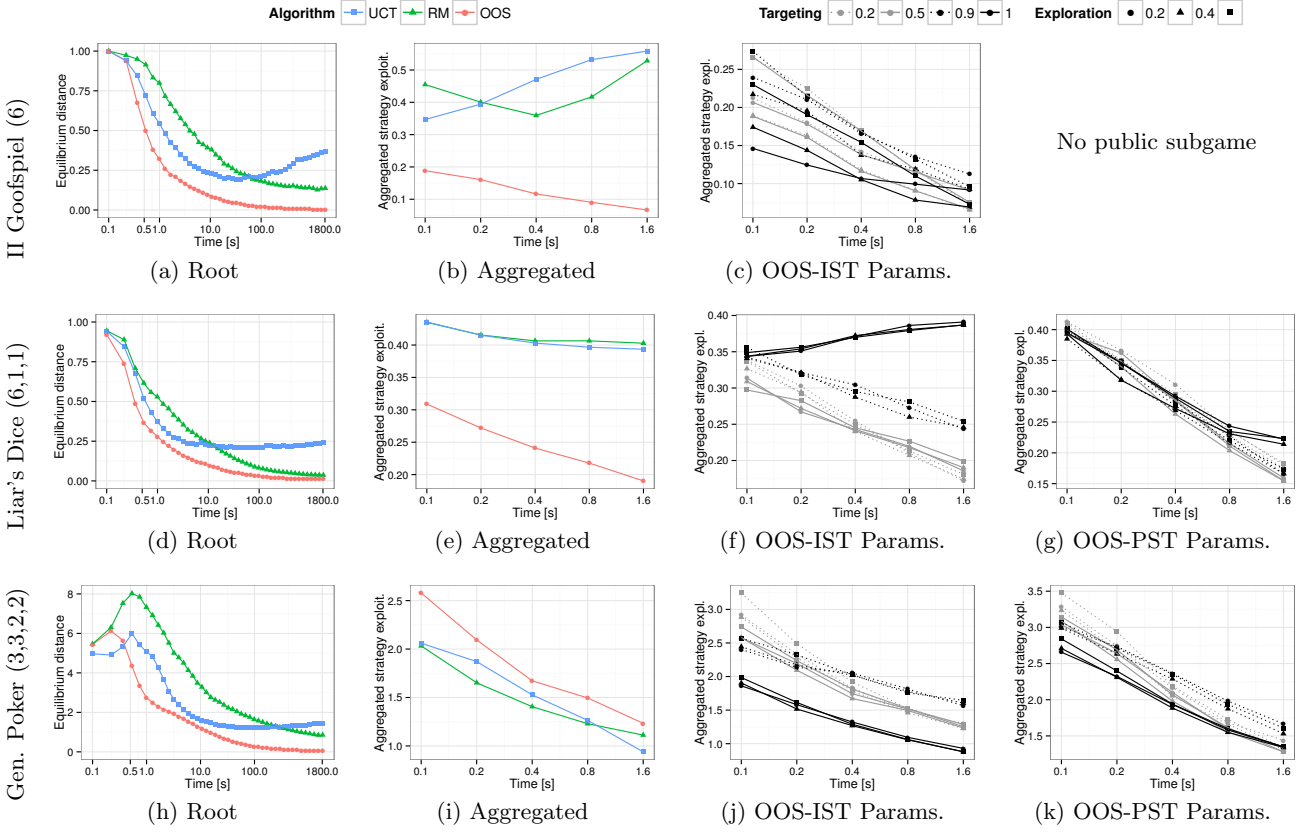 Algorithm UCT RM OOS
Targeting 0.2 0.5 0.9 1 Exploration 0.2 0.4
II Goofspiel (6)
Equilibrium distance
1.00
0.75
0.50
0.25
0.00
0.1 0.51.0 10.0 100.0 1800.0
Time [s]
(a) Root
Aggregated strategy exploit.
0.5
0.4
0.3
0.2
0.1
0.1 0.2 0.4 0.8 1.6
Time [s]
(b) Aggregated
Aggregated strategy expl.
0.25
0.20
0.15
0.10
0.1 0.2 0.4 0.8 1.6
Time [s]
(c) OOS-IST Params.
No public subgame
Liar's Dice (6,1,1)
Equilibrium distance
1.00
0.75
0.50
0.25
0.00
0.1 0.51.0 10.0 100.0 1800.0
Time [s]
(d) Root
Aggregated strategy exploit.
0.40
0.35
0.30
0.25
0.20
0.1 0.2 0.4 0.8 1.6
Time [s]
(e) Aggregated
Aggregated strategy expl.
0.40
0.35
0.30
0.25
0.20
0.1 0.2 0.4 0.8 1.6
Time [s]
(f) OOS-IST Params.
Aggregated strategy expl.
0.40
0.35
0.30
0.25
0.20
0.15
0.1 0.2 0.4 0.8 1.6
Time [s]
(g) OOS-PST Params.
Gen. Poker (3,3,2,2)
Equilibrium distance
8
6
4
2
0
0.1 0.51.0 10.0 100.0 1800.0
Time [s]
(h) Root
Aggregated strategy exploit.
2.5
2.0
1.5
1.0
0.1 0.2 0.4 0.8 1.6
Time [s]
(i) Aggregated
Aggregated strategy expl.
3.0
2.5
2.0
1.5
1.0
0.1 0.2 0.4 0.8 1.6
Time [s]
(j) OOS-IST Params.
Aggregated strategy expl.
3.5
3.0
2.5
2.0
1.5
0.1 0.2 0.4 0.8 1.6
Time [s]
(k) OOS-PST Params.